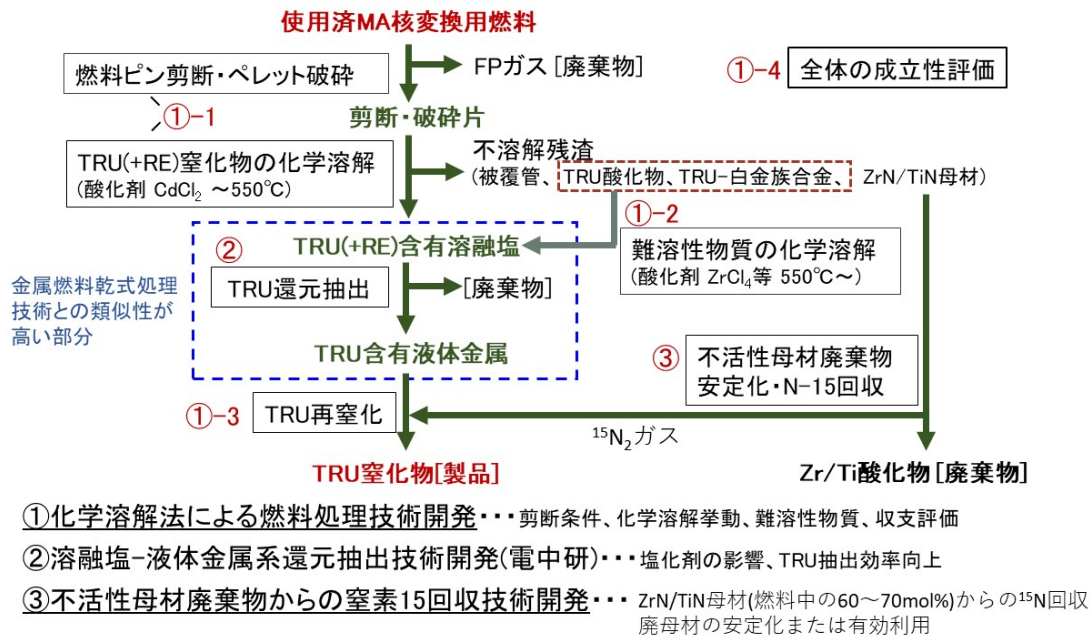 使用済MA核変換用燃料
燃料ピン剪断・ペレット破砕
FPガス [廃棄物]
①-4
全体の成立性評価
①-1
剪断・破砕片
TRU(+RE)窒化物の化学溶解
(酸化剤 CdCl₂ ～550℃)
不溶解残渣
(被覆管、TRU酸化物、TRU-白金族合金、 ZrN/TiN母材)
①-2
②
TRU(+RE)含有溶融塩
難溶性物質の化学溶解
(酸化剤 ZrCl₄等 550℃～)
金属燃料乾式処理
技術との類似性が
高い部分
TRU還元抽出
[廃棄物]
TRU含有液体金属
③
不活性母材廃棄物
安定化・N-15回収
①-3
TRU再窒化
¹⁵N₂ガス
TRU窒化物[製品]
Zr/Ti酸化物 [廃棄物]
①化学溶解法による燃料処理技術開発・・・ 剪断条件、化学溶解挙動、難溶性物質、収支評価
②溶融塩-液体金属系還元抽出技術開発(電中研)・・・ 塩化剤の影響、TRU抽出効率向上
③不活性母材廃棄物からの窒素15回収技術開発・・・ ZrN/TiN母材(燃料中の60～70mol%)からの¹⁵N回収
廃母材の安定化または有効利用